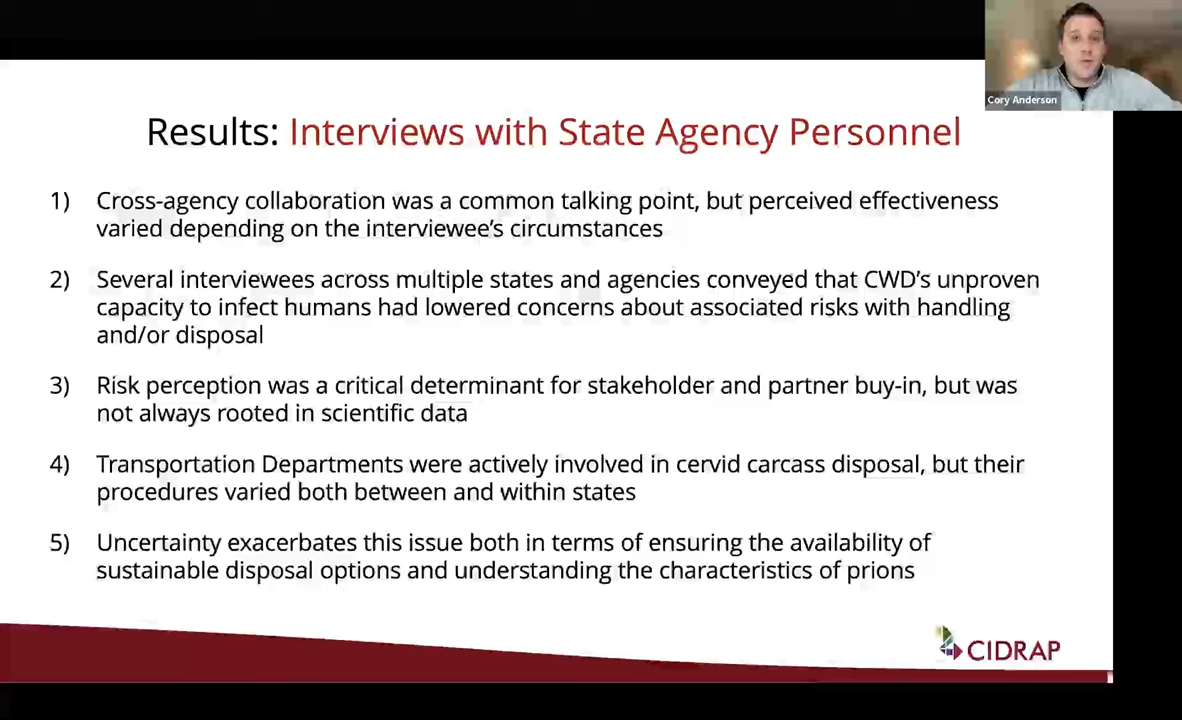 Cory Anderson
Results: Interviews with State Agency Personnel
1) Cross-agency collaboration was a common talking point, but perceived effectiveness
varied depending on the interviewee’s circumstances
2) Several interviewees across multiple states and agencies conveyed that CWD’s unproven
capacity to infect humans had lowered concerns about associated risks with handling
and/or disposal
3) Risk perception was a critical determinant for stakeholder and partner buy-in, but was
not always rooted in scientific data
4) Transportation Departments were actively involved in cervid carcass disposal, but their
procedures varied both between and within states
5) Uncertainty exacerbates this issue both in terms of ensuring the availability of
sustainable disposal options and understanding the characteristics of prions
CIDRAP